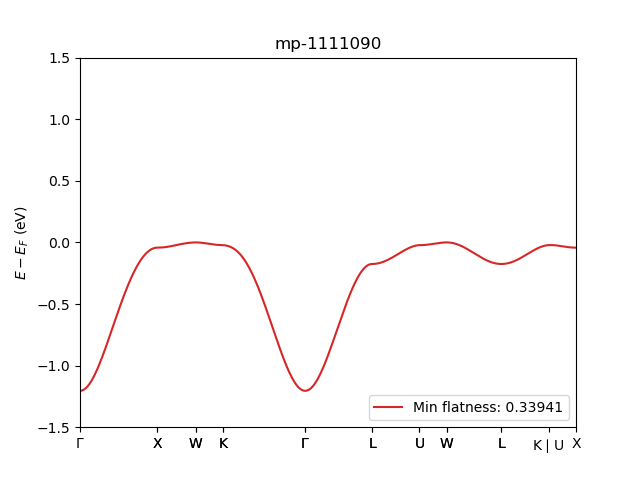 mp-1111090
E − E_F (eV)
1.5
1.0
0.5
0.0
−0.5
−1.0
−1.5
Min flatness: 0.33941
Γ X W K Γ L U W L K | U X